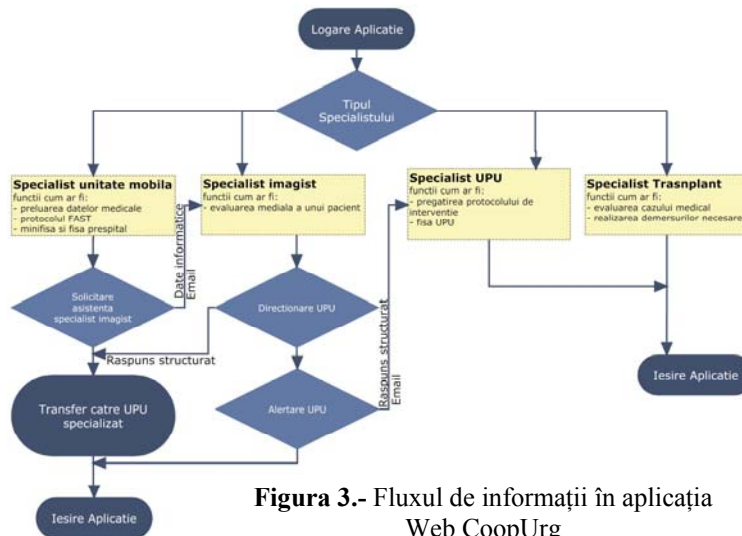 Logare Aplicatie
Tipul
Specialistului
Specialist unitate mobila
functii cum ar fi:
- preluarea datelor medicale
- protocolul FAST
- minifisa si fisa prespital
Specialist imagist
functii cum ar fi:
- evaluarea mediala a unui pacient
Specialist UPU
functii cum ar fi:
- pregatirea protocolului de
interventie
- fisa UPU
Specialist Trasnplant
functii cum ar fi:
- evaluarea cazului medical
- realizarea demersurilor necesare
Date informatice
Email
Solicitare
asistenta
specialist imagist
Directionare UPU
Raspuns structurat
Raspuns structurat
Email
Transfer catre UPU
specializat
Alertare UPU
Iesire Aplicatie
Iesire Aplicatie
Figura 3.- Fluxul de informații în aplicația
Web CoopUrg